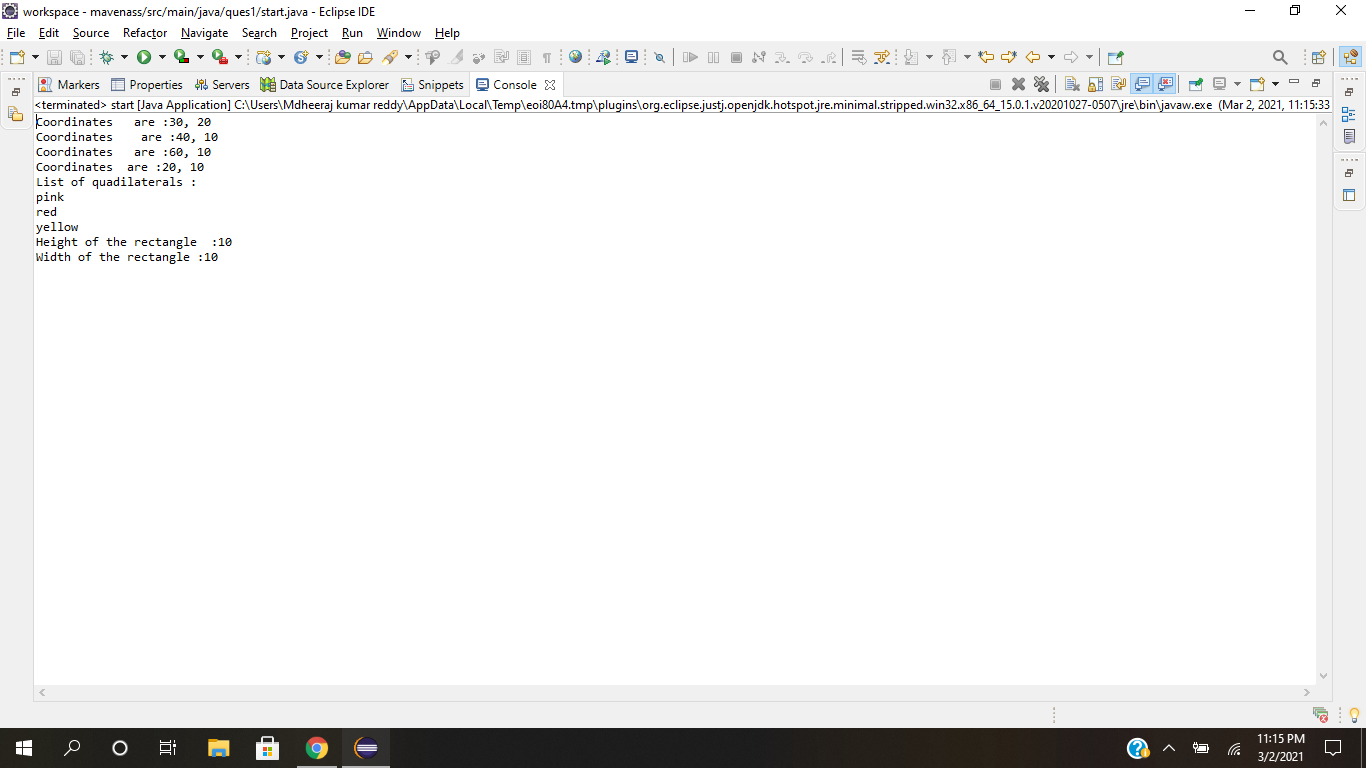 workspace - mavenass/src/main/java/ques1/start.java - Eclipse IDE
File Edit Source Refactor Navigate Search Project Run Window Help
Markers Properties Servers Data Source Explorer Snippets Console
<terminated> start [Java Application] C:\Users\Mdheeraj kumar reddy\AppData\Local\Temp\eoi80A4.tmp\plugins\org.eclipse.justj.openjdk.hotspot.jre.minimal.stripped.win32.x86_64_15.0.1.v20201027-0507\jre\bin\javaw.exe (Mar 2, 2021, 11:15:33
Coordinates   are :30, 20
Coordinates    are :40, 10
Coordinates   are :60, 10
Coordinates  are :20, 10
List of quadilaterals :
pink
red
yellow
Height of the rectangle  :10
Width of the rectangle :10
11:15 PM
3/2/2021